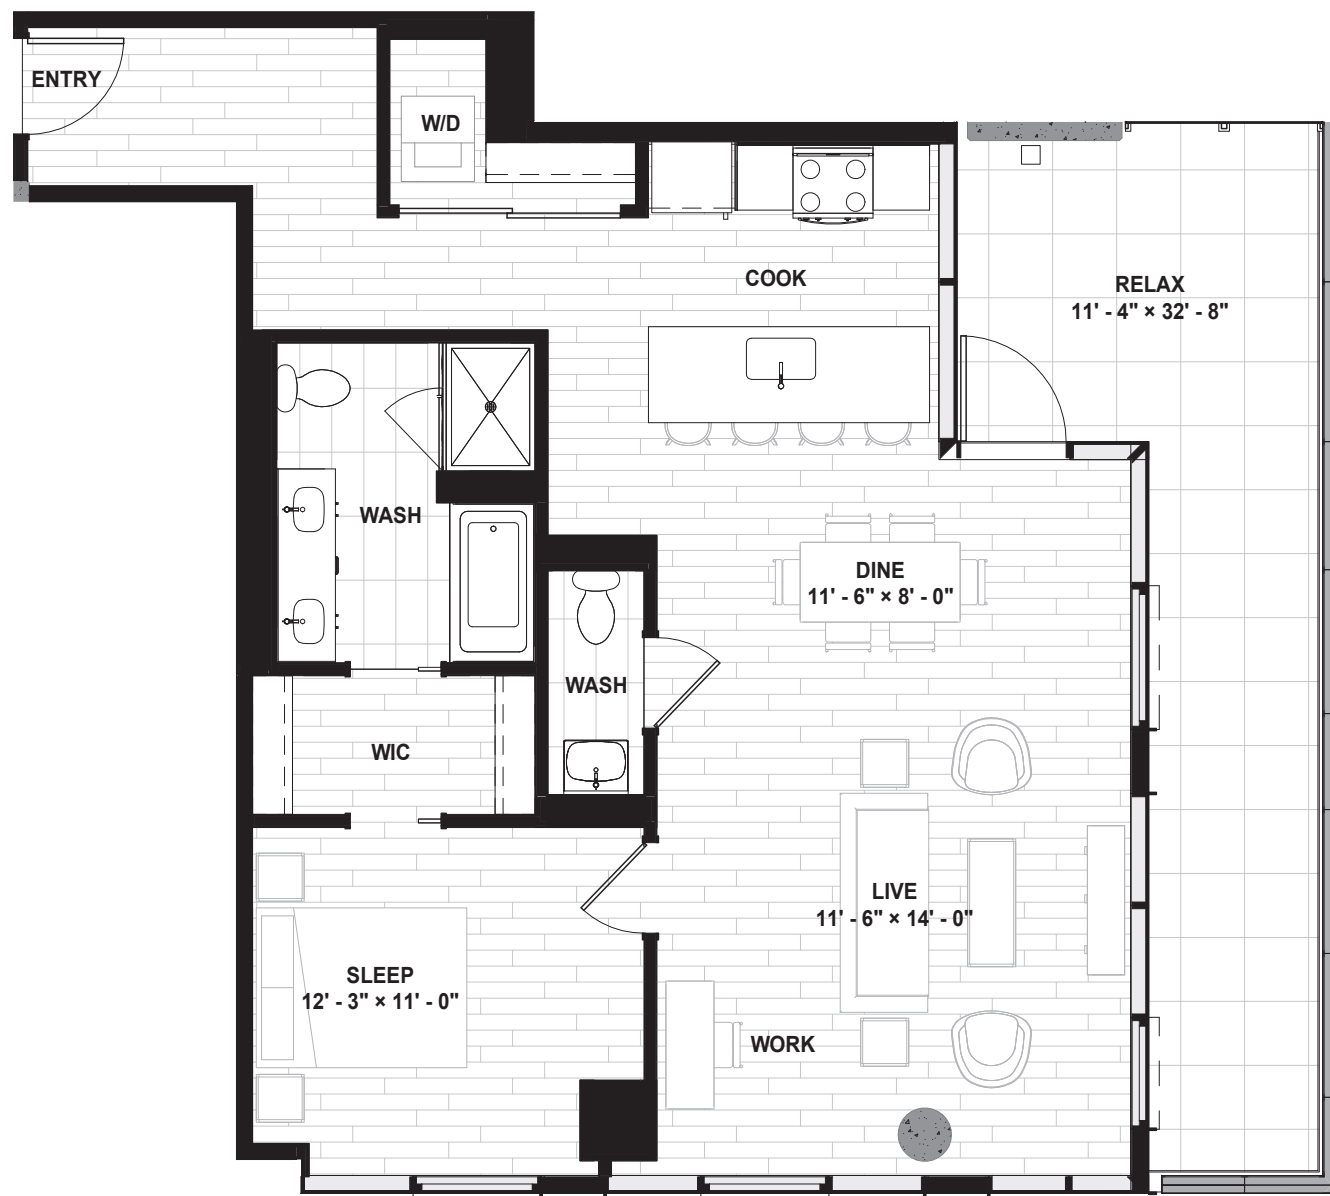 ENTRY
W/D
COOK
RELAX
11' - 4" × 32' - 8"
WASH
DINE
11' - 6" × 8' - 0"
WASH
WIC
LIVE
11' - 6" × 14' - 0"
SLEEP
12' - 3" × 11' - 0"
WORK